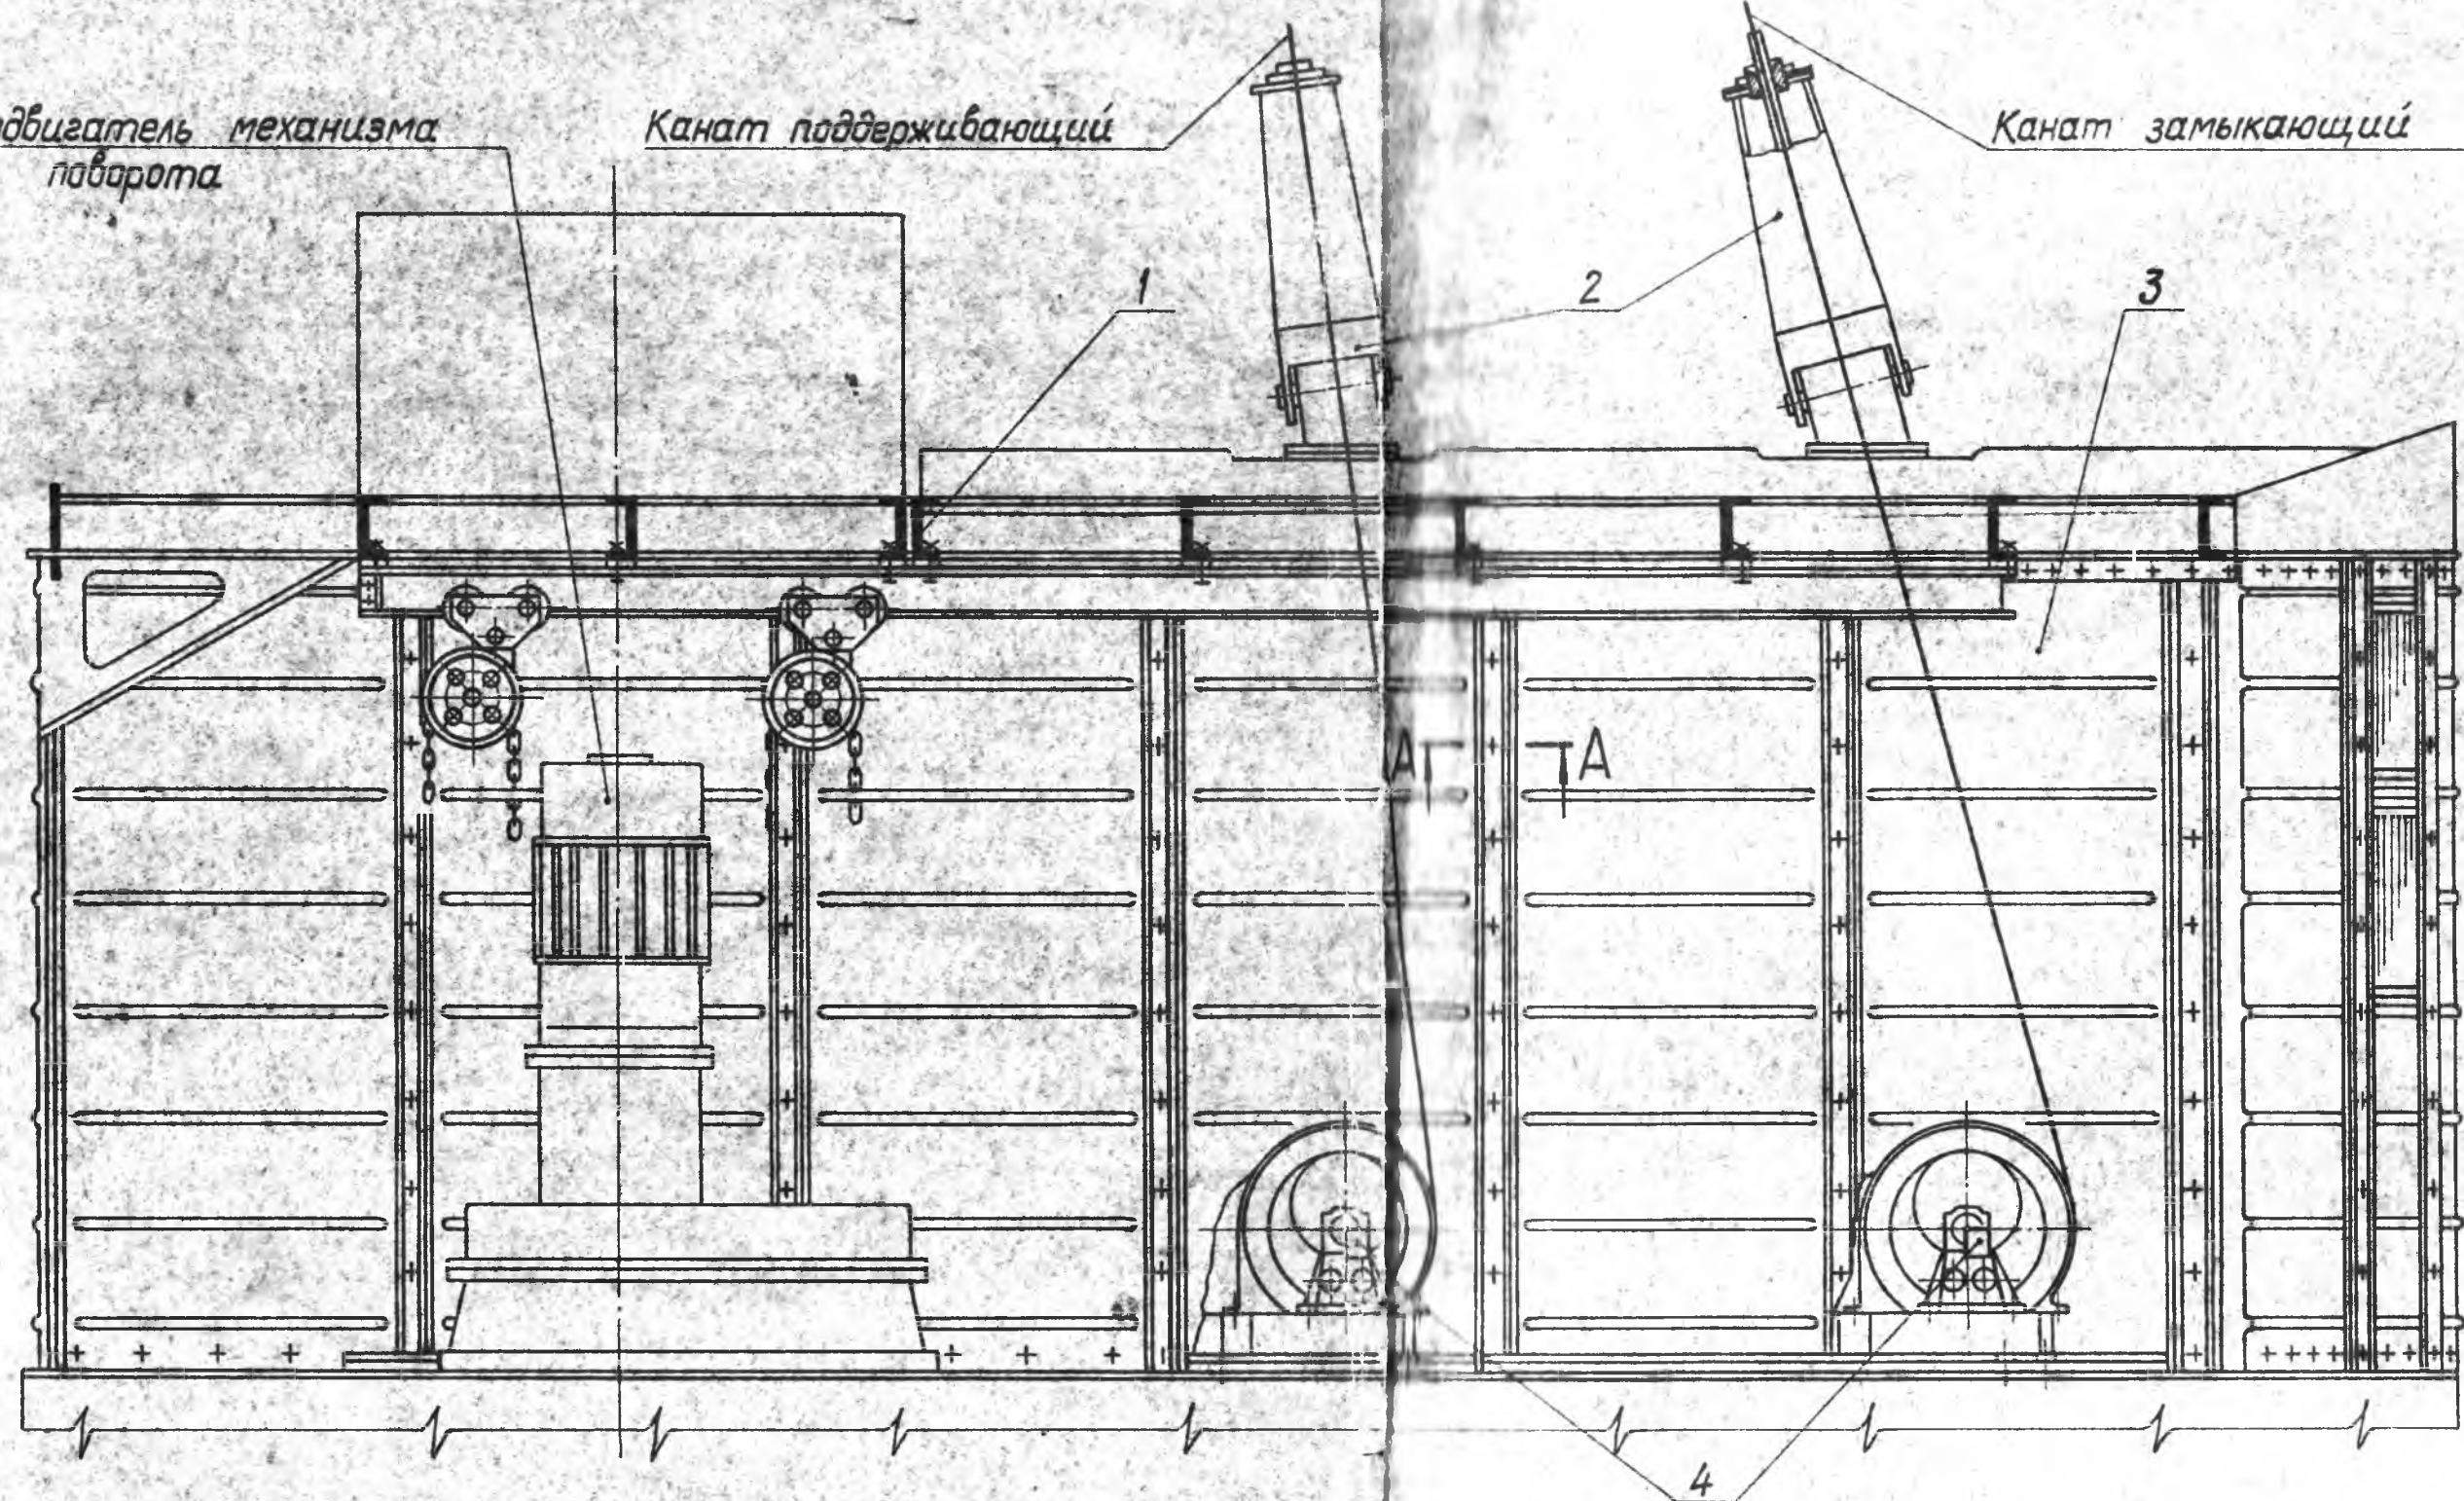 двигатель механизма
поворота
Канат поддерживающий
Канат замыкающий
1
2
3
А
А
4